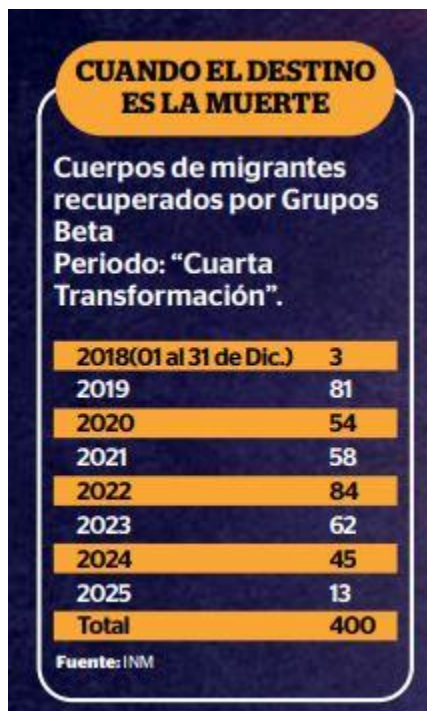 CUANDO EL DESTINO
ES LA MUERTE
Cuerpos de migrantes
recuperados por Grupos
Beta
Periodo: “Cuarta
Transformación”.
2018(01 al 31 de Dic.) 3
2019 81
2020 54
2021 58
2022 84
2023 62
2024 45
2025 13
Total 400
Fuente: INM